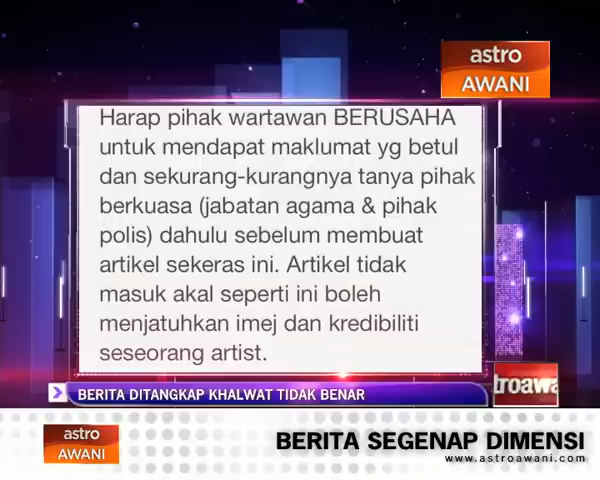 astro
AWANI
Harap pihak wartawan BERUSAHA
untuk mendapat maklumat yg betul
dan sekurang-kurangnya tanya pihak
berkuasa (jabatan agama & pihak
polis) dahulu sebelum membuat
artikel sekeras ini. Artikel tidak
masuk akal seperti ini boleh
menjatuhkan imej dan kredibiliti
seseorang artist.
BERITA DITANGKAP KHALWAT TIDAK BENAR
troawa
astro
AWANI
BERITA SEGENAP DIMENSI
www.astroawani.com